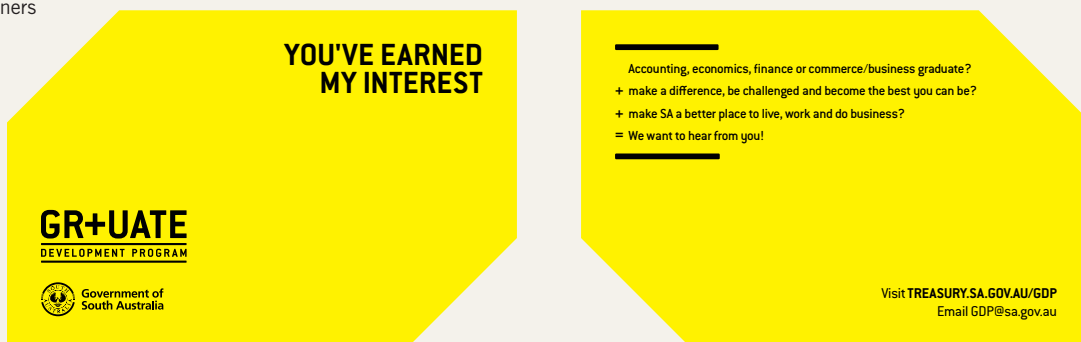 ners
YOU'VE EARNED
MY INTEREST
GR+UATE
DEVELOPMENT PROGRAM
Government of
South Australia
Accounting, economics, finance or commerce/business graduate?
+ make a difference, be challenged and become the best you can be?
+ make SA a better place to live, work and do business?
= We want to hear from you!
Visit TREASURY.SA.GOV.AU/GDP
Email GDP@sa.gov.au